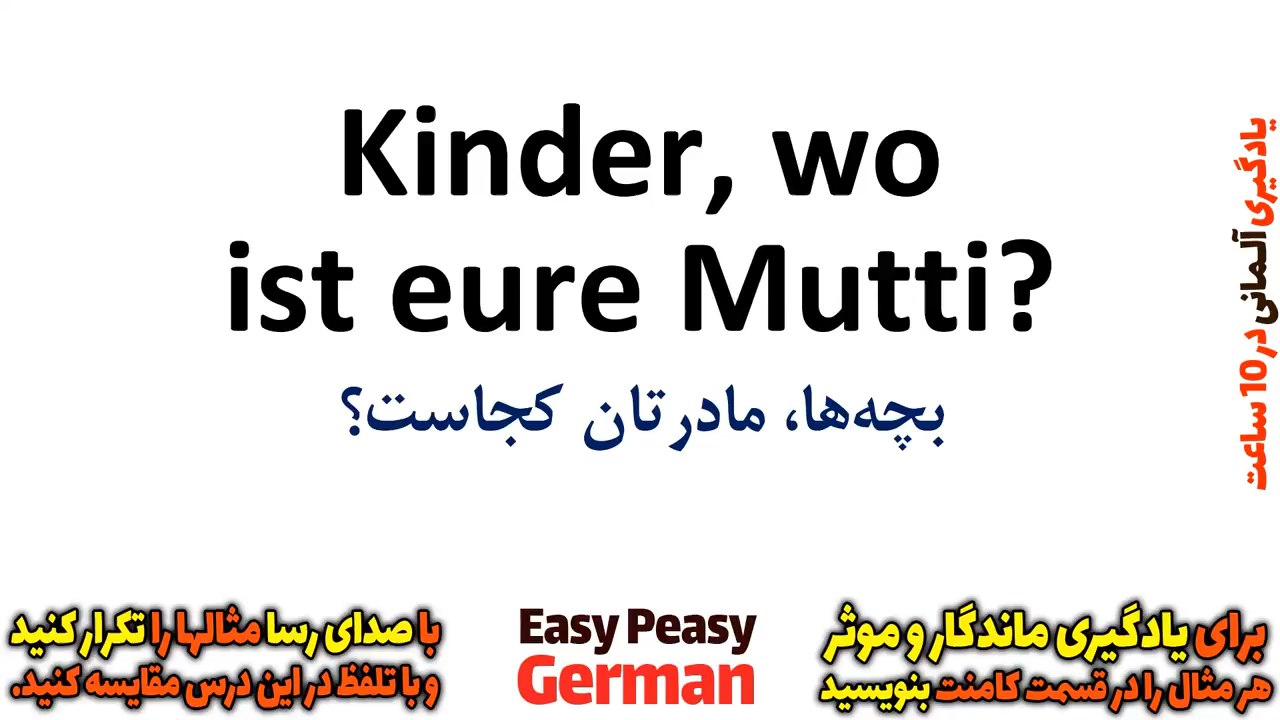 Kinder, wo
ist eure Mutti?
بچه‌ها، مادرتان کجاست؟
یادگیری آلمانی در 10 ساعت
با صدای رسا مثالها را تکرار کنید
و با تلفظ در این درس مقایسه کنید.
Easy Peasy
German
برای یادگیری ماندگار و موثر
هر مثال را در قسمت کامنت بنویسید